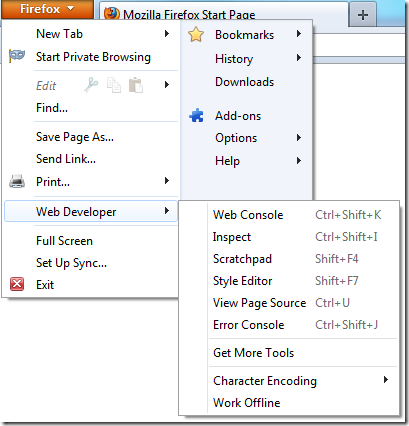 Firefox
Mozilla Firefox Start Page
New Tab
Start Private Browsing
Edit
Find...
Save Page As...
Send Link...
Print...
Web Developer
Full Screen
Set Up Sync...
Exit
Bookmarks
History
Downloads
Add-ons
Options
Help
Web Console Ctrl+Shift+K
Inspect Ctrl+Shift+I
Scratchpad Shift+F4
Style Editor Shift+F7
View Page Source Ctrl+U
Error Console Ctrl+Shift+J
Get More Tools
Character Encoding
Work Offline